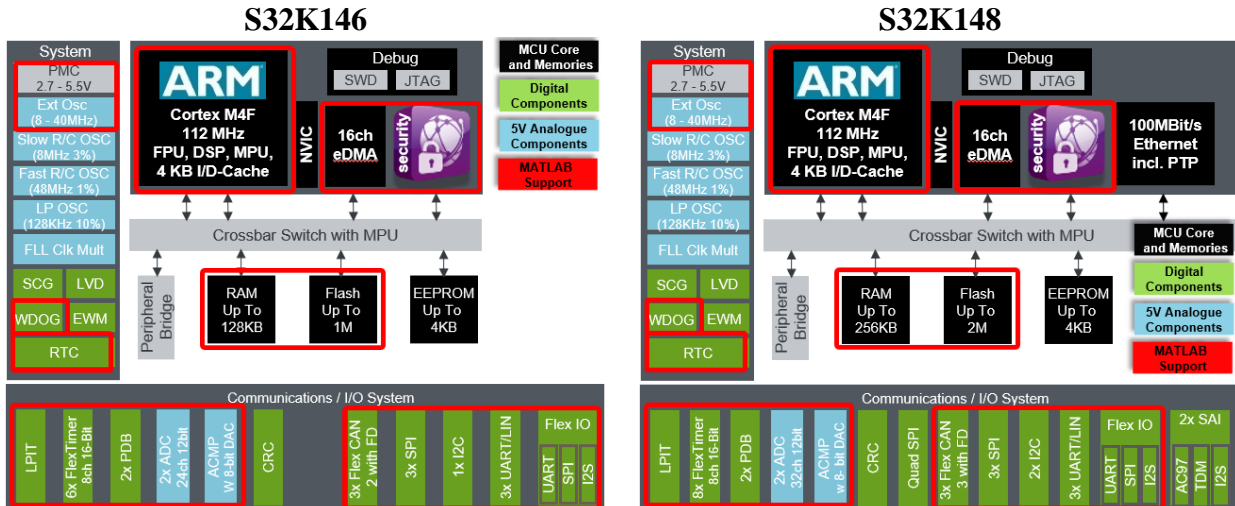 S32K146
System
PMC
2.7 - 5.5V
Ext Osc
(8 - 40MHz)
Slow R/C OSC
(8MHz 3%)
Fast R/C OSC
(48MHz 1%)
LP OSC
(128KHz 10%)
FLL Clk Mult
SCG
LVD
WDOG
EWM
RTC
ARM
Cortex M4F
112 MHz
FPU, DSP, MPU,
4 KB I/D-Cache
NVIC
Debug
SWD
JTAG
16ch
eDMA
security
MCU Core
and Memories
Digital
Components
5V Analogue
Components
MATLAB
Support
Crossbar Switch with MPU
Peripheral
Bridge
RAM
Up To
128KB
Flash
Up To
1M
EEPROM
Up To
4KB
Communications / I/O System
LPIT
6x FlexTimer
8ch 16-Bit
2x PDB
2x ADC
24ch 12bit
ACMP
W 8-bit DAC
CRC
3x Flex CAN
2 with FD
3x SPI
1x I2C
3x UART/LIN
Flex IO
UART
SPI
I2S
S32K148
System
PMC
2.7 - 5.5V
Ext Osc
(8 - 40MHz)
Slow R/C OSC
(8MHz 3%)
Fast R/C OSC
(48MHz 1%)
LP OSC
(128KHz 10%)
FLL Clk Mult
SCG
LVD
WDOG
EWM
RTC
ARM
Cortex M4F
112 MHz
FPU, DSP, MPU,
4 KB I/D-Cache
NVIC
Debug
SWD
JTAG
16ch
eDMA
security
100MBit/s
Ethernet
incl. PTP
Crossbar Switch with MPU
MCU Core
and Memories
Digital
Components
5V Analogue
Components
MATLAB
Support
Peripheral
Bridge
RAM
Up To
256KB
Flash
Up To
2M
EEPROM
Up To
4KB
Communications / I/O System
LPIT
8x FlexTimer
8ch 16-Bit
2x PDB
2x ADC
32ch 12bit
ACMP
w 8- bit DAC
CRC
Quad SPI
3x Flex CAN
3 with FD
3x SPI
2x I2C
3x UART/LIN
Flex IO
UART
SPI
I2S
2x SAI
AC97
TDM
I2S